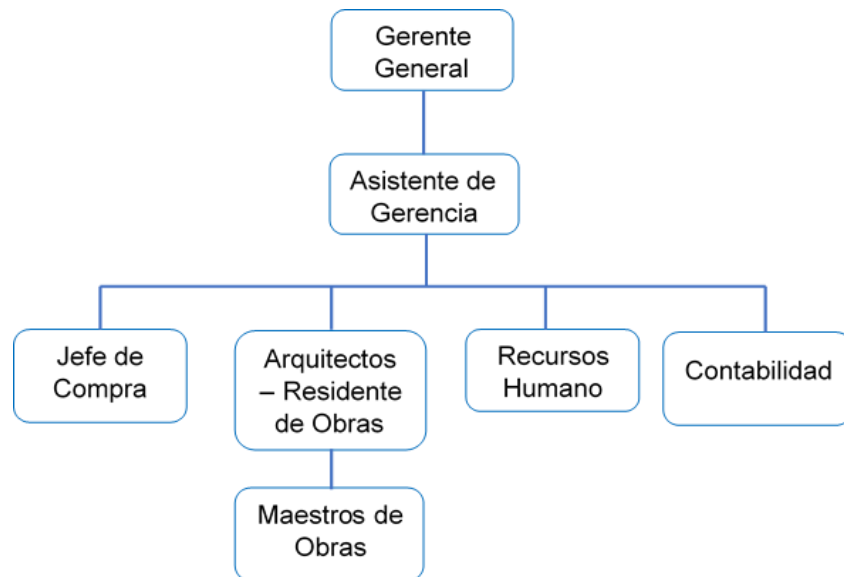 Gerente
General
Asistente de
Gerencia
Jefe de
Compra
Arquitectos
– Residente
de Obras
Recursos
Humano
Contabilidad
Maestros de
Obras